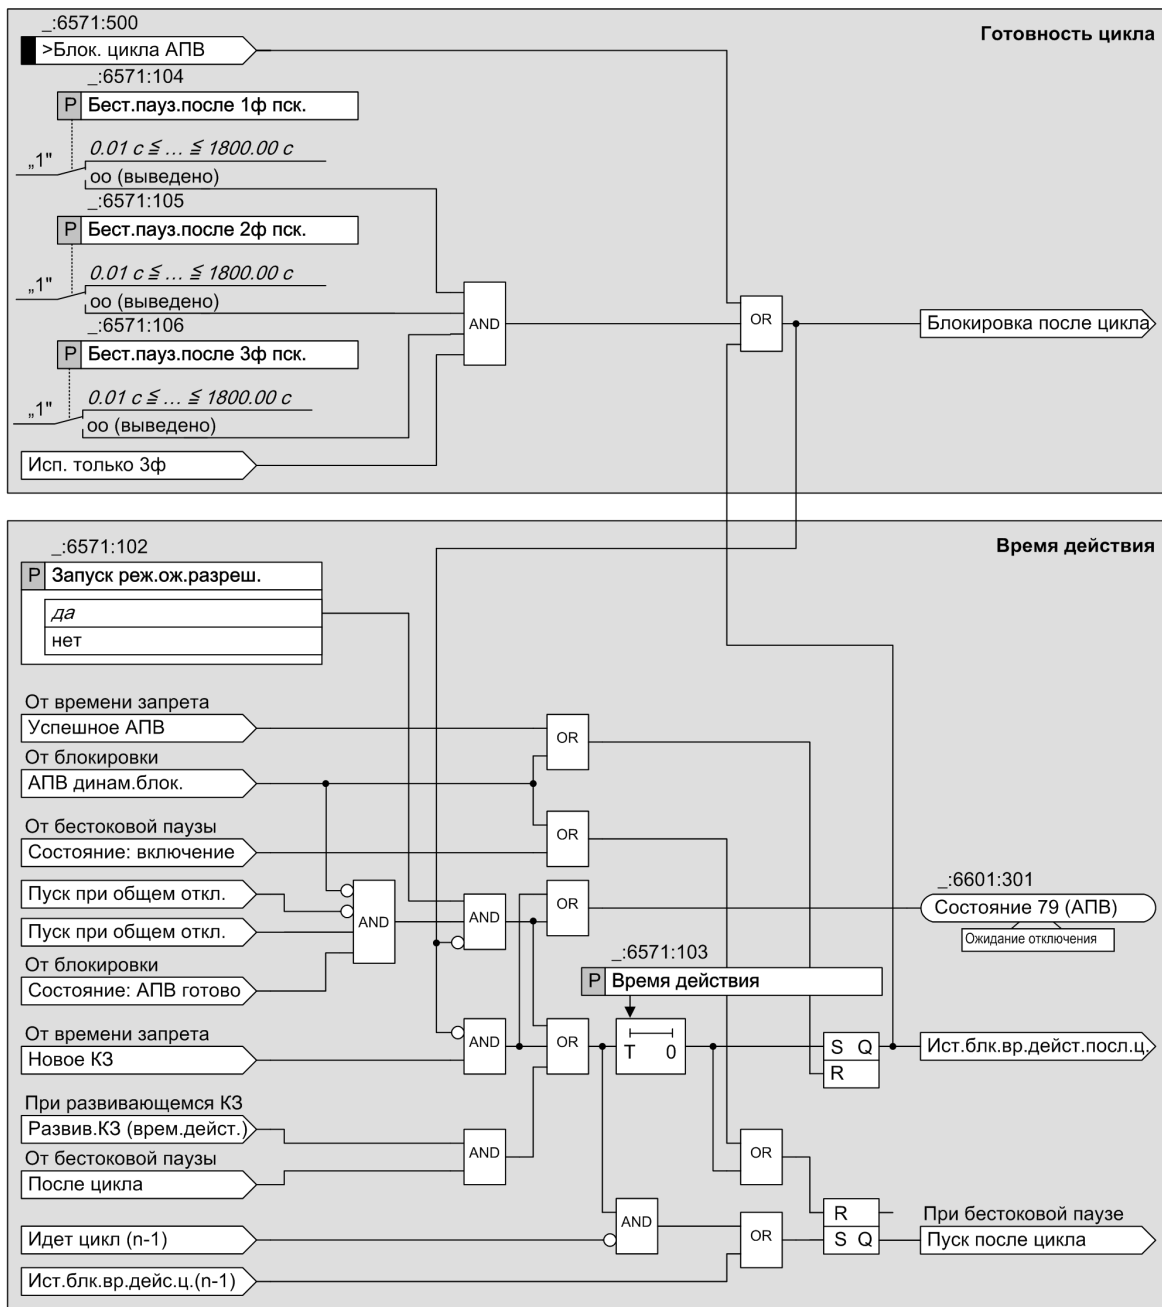 _:6571:500
Готовность цикла
>Блок. цикла АПВ
_:6571:104
P Бест.пауз.после 1ф пск.
„1" 0.01 с ≦ ... ≦ 1800.00 с
оо (выведено)
_:6571:105
P Бест.пауз.после 2ф пск.
„1" 0.01 с ≦ ... ≦ 1800.00 с
оо (выведено)
AND
OR
Блокировка после цикла
_:6571:106
P Бест.пауз.после 3ф пск.
„1" 0.01 с ≦ ... ≦ 1800.00 с
оо (выведено)
Исп. только 3ф
_:6571:102
Время действия
P Запуск реж.ож.разреш.
да
нет
От времени запрета
Успешное АПВ
OR
От блокировки
АПВ динам.блок.
От бестоковой паузы
OR
Состояние: включение
_:6601:301
Пуск при общем откл.
AND
AND
OR
Состояние 79 (АПВ)
Ожидание отключения
Пуск при общем откл.
_:6571:103
От блокировки
P Время действия
Состояние: АПВ готово
От времени запрета
Новое КЗ
AND
OR
T 0
S Q
R
Ист.блк.вр.дейст.посл.ц.
При развивающемся КЗ
Развив.КЗ (врем.дейст.)
AND
OR
От бестоковой паузы
После цикла
AND
OR
R
S Q
При бестоковой паузе
Идет цикл (n-1)
Пуск после цикла
Ист.блк.вр.дейс.ц.(n-1)